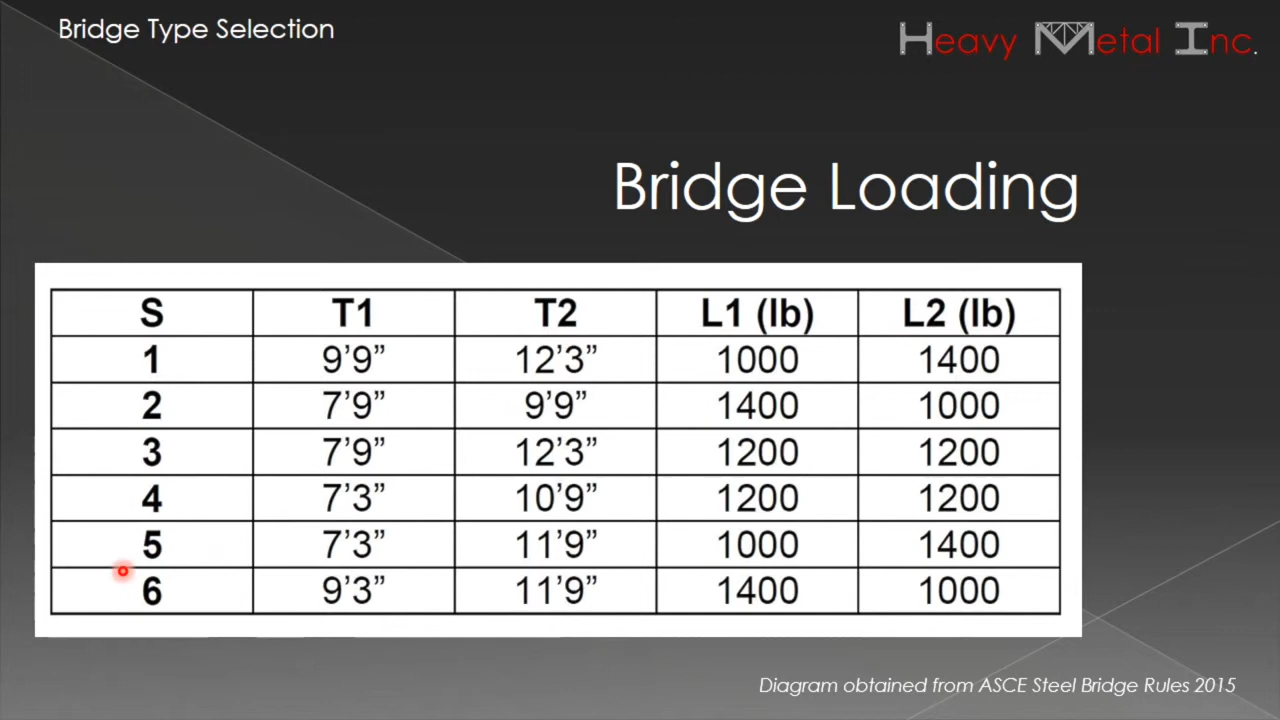 Bridge Type Selection
Heavy Metal Inc.
Bridge Loading
S T1 T2 L1 (lb) L2 (lb)
1 9’9” 12’3” 1000 1400
2 7’9” 9’9” 1400 1000
3 7’9” 12’3” 1200 1200
4 7’3” 10’9” 1200 1200
5 7’3” 11’9” 1000 1400
6 9’3” 11’9” 1400 1000
Diagram obtained from ASCE Steel Bridge Rules 2015